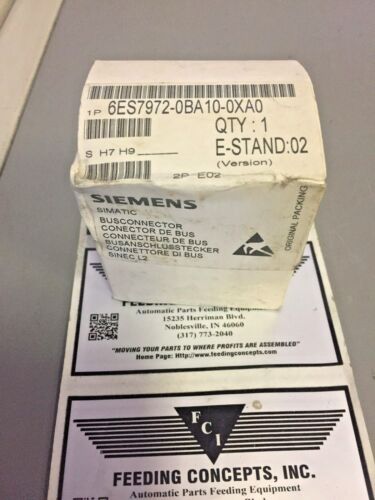 1P 6ES7972-0BA10-0XA0
QTY : 1
S H7 H9
E-STAND:02
(Version)
2P E02
SIEMENS
SIMATIC
BUSCONNECTOR
CONECTOR DE BUS
CONNECTEUR DE BUS
BUSANSCHLUSSTECKER
CONNETTORE DI BUS
SINEC L2
ORIGINAL PACKING
FEEDING
Automatic Parts Feeding Equipment
15235 Herriman Blvd.
Noblesville, IN 46060
(317) 773-2040
"MOVING YOUR PARTS TO WHERE PROFITS ARE ASSEMBLED"
Home Page: Http://www.feedingconcepts.com
FCI
FEEDING CONCEPTS, INC.
Automatic Parts Feeding Equipment